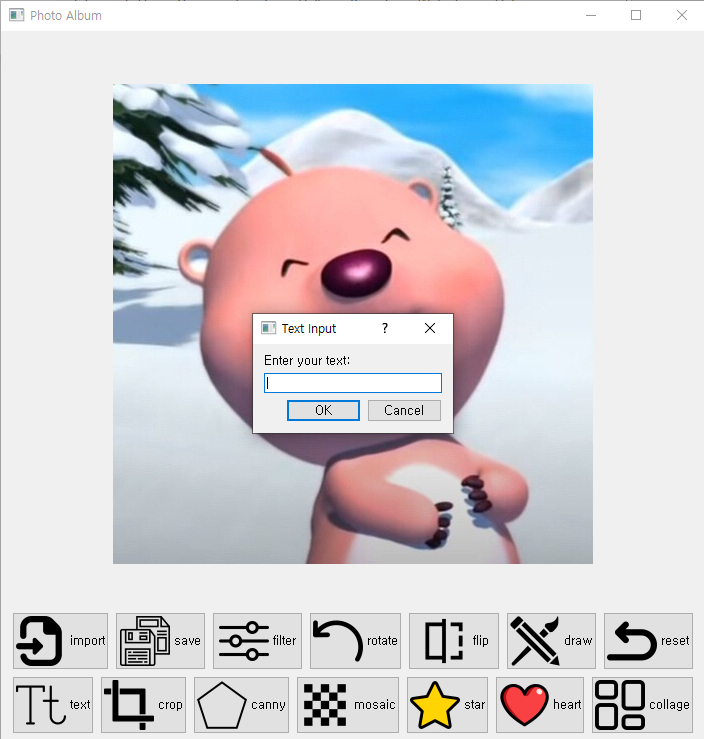 Photo Album
Text Input
?
Enter your text:
OK Cancel
import save filter rotate flip draw reset
Tt text crop canny mosaic star heart collage